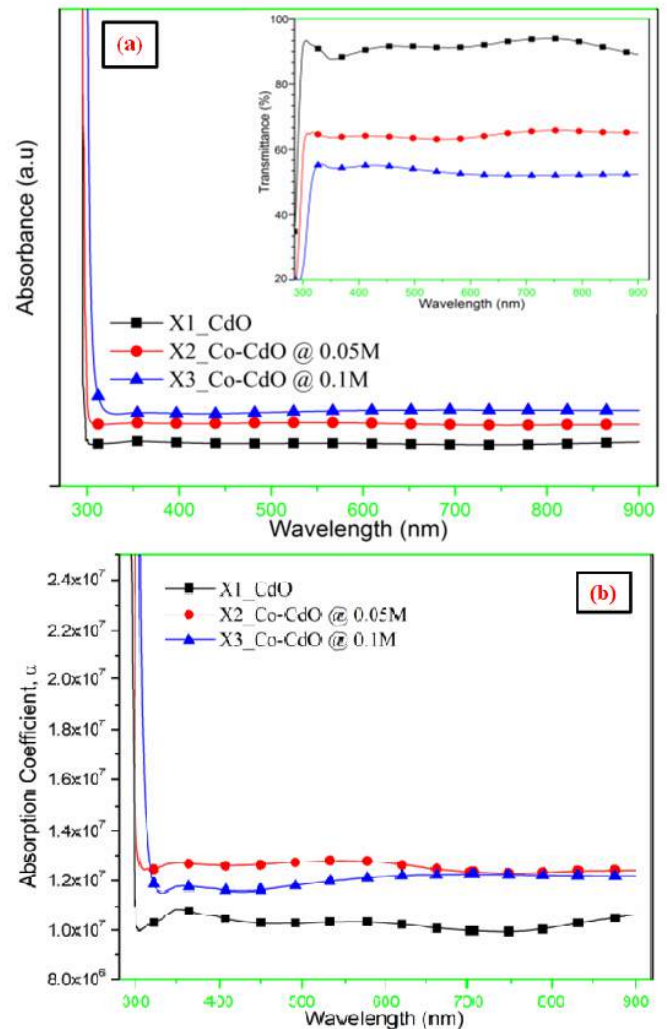 (a)
100
80
60
40
20
Transmittance (%)
300 400 500 600 700 800 900
Wavelength (nm)
Absorbance (a.u)
X1_CdO
X2_Co-CdO @ 0.05M
X3_Co-CdO @ 0.1M
300 400 500 600 700 800 900
Wavelength (nm)
(b)
2.4x10⁷
2.2x10⁷
2.0x10⁷
1.8x10⁷
1.6x10⁷
1.4x10⁷
1.2x10⁷
1.0x10⁷
8.0x10⁶
Absorption Coefficient, α
X1_CdO
X2_Co-CdO @ 0.05M
X3_Co-CdO @ 0.1M
300 400 500 600 700 800 900
Wavelength (nm)